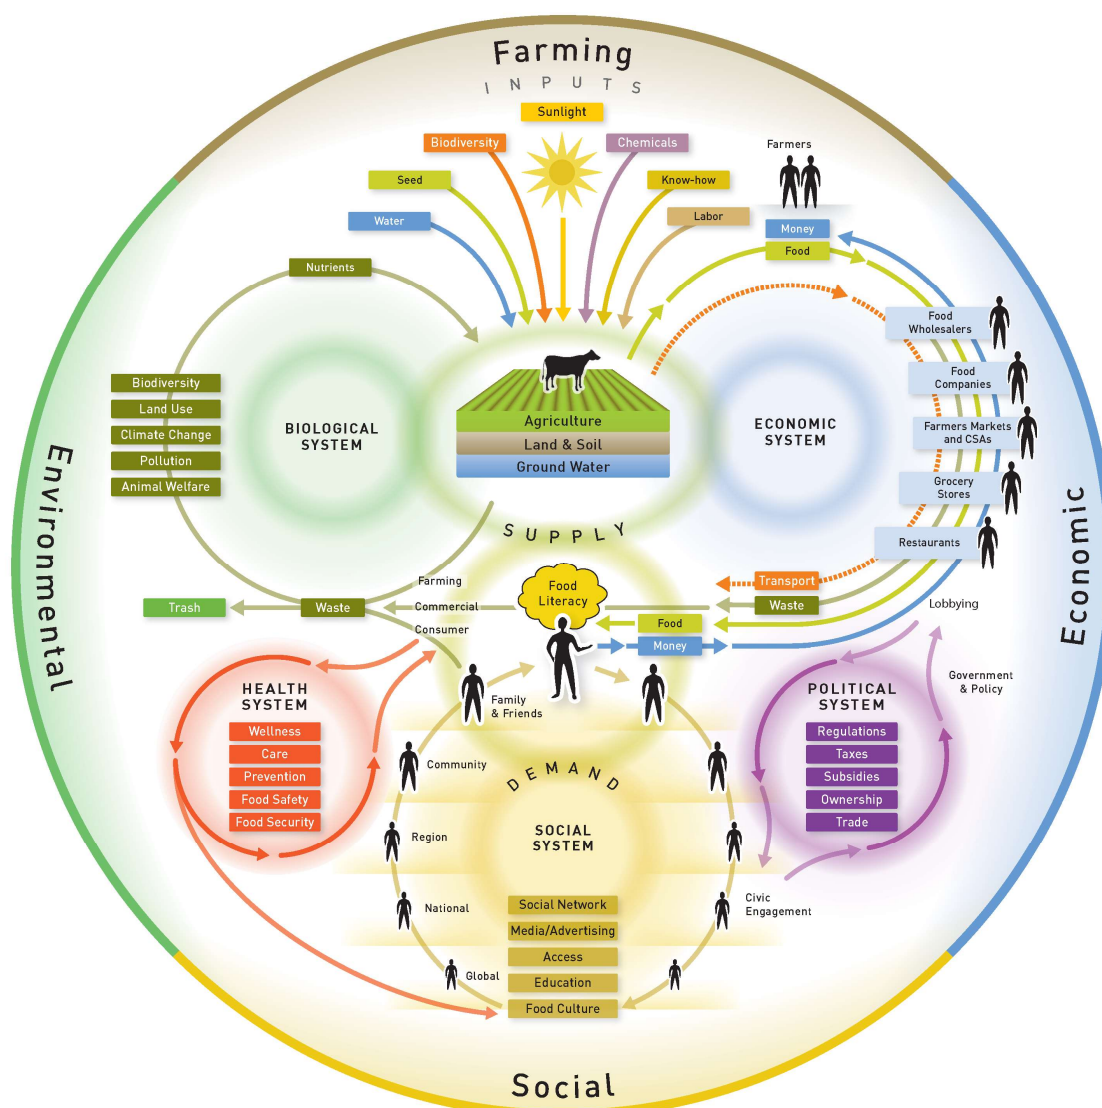 Farming
INPUTS
Sunlight
Biodiversity
Chemicals
Farmers
Seed
Know-how
Water
Labor
Money
Food
Nutrients
Food
Wholesalers
Food
Companies
Farmers Markets
and CSAs
Grocery
Stores
Restaurants
Biodiversity
Land Use
Climate Change
Pollution
Animal Welfare
BIOLOGICAL
SYSTEM
Agriculture
Land & Soil
Ground Water
ECONOMIC
SYSTEM
SUPPLY
Environmental
Economic
Farming
Commercial
Consumer
Trash
Waste
Food
Literacy
Transport
Waste
Food
Money
Lobbying
Government
& Policy
HEALTH
SYSTEM
Wellness
Care
Prevention
Food Safety
Food Security
Family
& Friends
Community
Region
National
Global
POLITICAL
SYSTEM
Regulations
Taxes
Subsidies
Ownership
Trade
Civic
Engagement
DEMAND
SOCIAL
SYSTEM
Social Network
Media/Advertising
Access
Education
Food Culture
Social